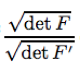 √det F
√det F′